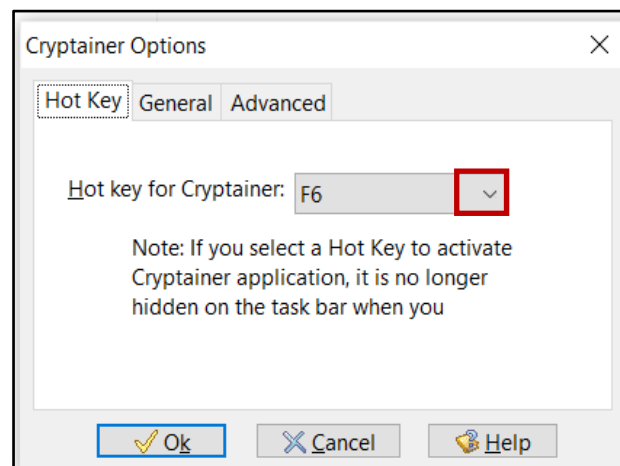 Cryptainer Options
Hot Key General Advanced
Hot key for Cryptainer: F6
Note: If you select a Hot Key to activate
Cryptainer application, it is no longer
hidden on the task bar when you
Ok Cancel Help